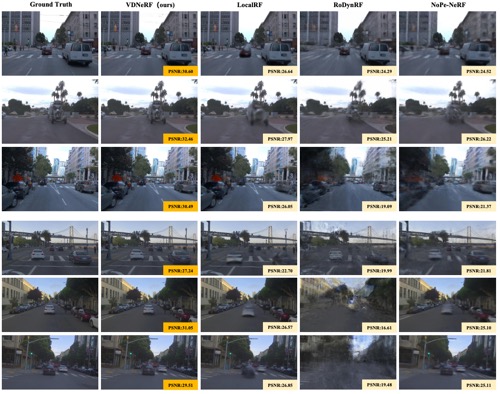 Ground Truth VDNeRF (ours) LocalRF RoDynRF NoPe-NeRF
PSNR:30.60 PSNR:26.64 PSNR:24.29 PSNR:24.52
PSNR:32.46 PSNR:27.97 PSNR:25.21 PSNR:26.22
PSNR:30.49 PSNR:26.05 PSNR:19.09 PSNR:21.37
PSNR:27.24 PSNR:22.70 PSNR:19.99 PSNR:21.81
PSNR:31.05 PSNR:26.57 PSNR:16.61 PSNR:25.10
PSNR:29.51 PSNR:26.85 PSNR:19.48 PSNR:25.11